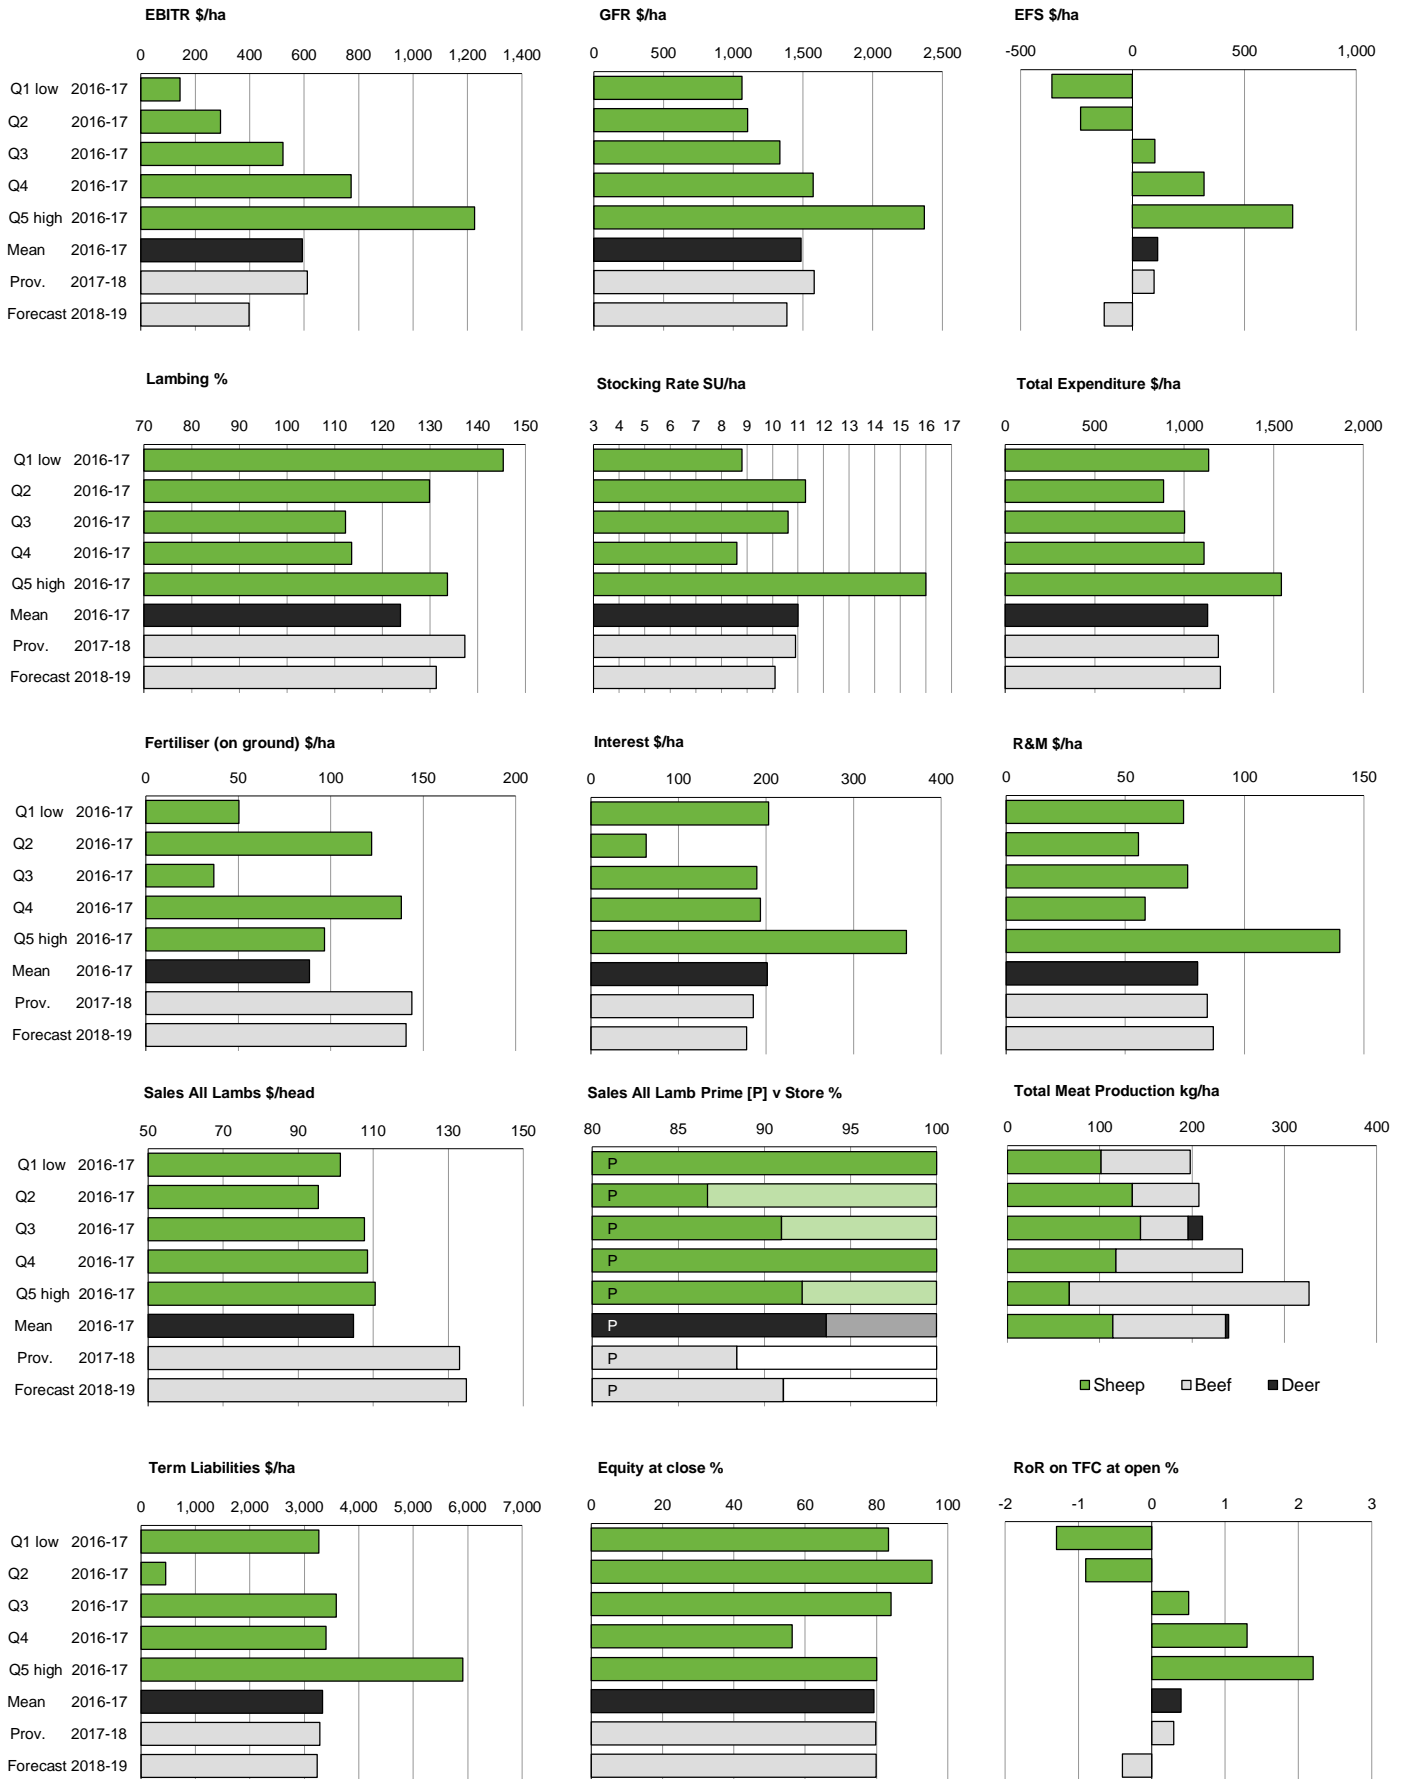 EBITR $/ha
GFR $/ha
EFS $/ha
0 200 400 600 800 1,000 1,200 1,400
0 500 1,000 1,500 2,000 2,500
-500 0 500 1,000
Q1 low 2016-17
Q2 2016-17
Q3 2016-17
Q4 2016-17
Q5 high 2016-17
Mean 2016-17
Prov. 2017-18
Forecast 2018-19
Lambing %
Stocking Rate SU/ha
Total Expenditure $/ha
70 80 90 100 110 120 130 140 150
3 4 5 6 7 8 9 10 11 12 13 14 15 16 17
0 500 1,000 1,500 2,000
Q1 low 2016-17
Q2 2016-17
Q3 2016-17
Q4 2016-17
Q5 high 2016-17
Mean 2016-17
Prov. 2017-18
Forecast 2018-19
Fertiliser (on ground) $/ha
Interest $/ha
R&M $/ha
0 50 100 150 200
0 100 200 300 400
0 50 100 150
Q1 low 2016-17
Q2 2016-17
Q3 2016-17
Q4 2016-17
Q5 high 2016-17
Mean 2016-17
Prov. 2017-18
Forecast 2018-19
Sales All Lambs $/head
Sales All Lamb Prime [P] v Store %
Total Meat Production kg/ha
50 70 90 110 130 150
80 85 90 95 100
0 100 200 300 400
Q1 low 2016-17 P
Q2 2016-17 P
Q3 2016-17 P
Q4 2016-17 P
Q5 high 2016-17 P
Mean 2016-17 P
Prov. 2017-18 P
Forecast 2018-19 P
Sheep Beef Deer
Term Liabilities $/ha
Equity at close %
RoR on TFC at open %
0 1,000 2,000 3,000 4,000 5,000 6,000 7,000
0 20 40 60 80 100
-2 -1 0 1 2 3
Q1 low 2016-17
Q2 2016-17
Q3 2016-17
Q4 2016-17
Q5 high 2016-17
Mean 2016-17
Prov. 2017-18
Forecast 2018-19